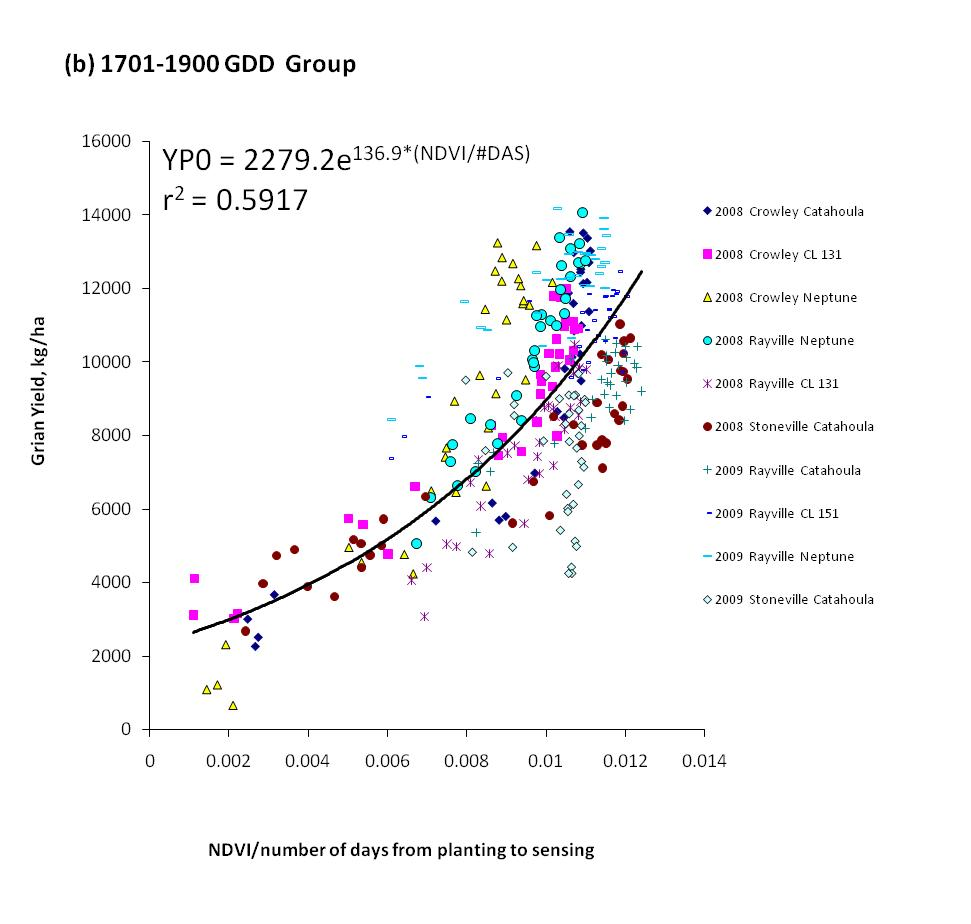 (b) 1701-1900 GDD Group
YP0 = 2279.2e^136.9*(NDVI/#DAS)
r² = 0.5917
Grian Yield, kg/ha
16000
14000
12000
10000
8000
6000
4000
2000
0
0 0.002 0.004 0.006 0.008 0.01 0.012 0.014
NDVI/number of days from planting to sensing
2008 Crowley Catahoula
2008 Crowley CL 131
2008 Crowley Neptune
2008 Rayville Neptune
2008 Rayville CL 131
2008 Stoneville Catahoula
2009 Rayville Catahoula
2009 Rayville CL 151
2009 Rayville Neptune
2009 Stoneville Catahoula